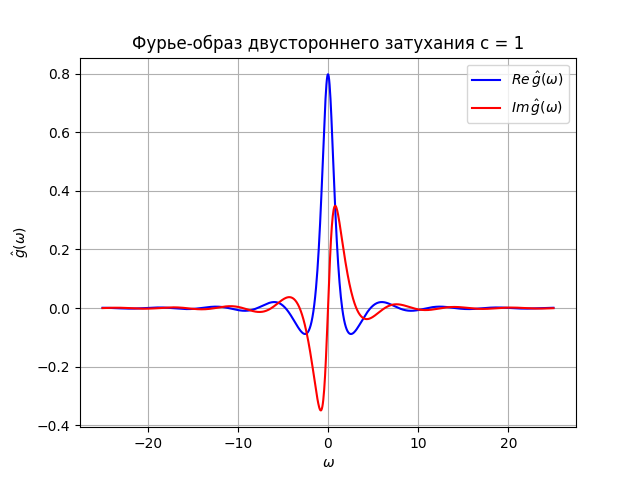 Фурье-образ двустороннего затухания c = 1
Re ĝ(ω)
Im ĝ(ω)
ĝ(ω)
0.8
0.6
0.4
0.2
0.0
−0.2
−0.4
−20
−10
0
10
20
ω